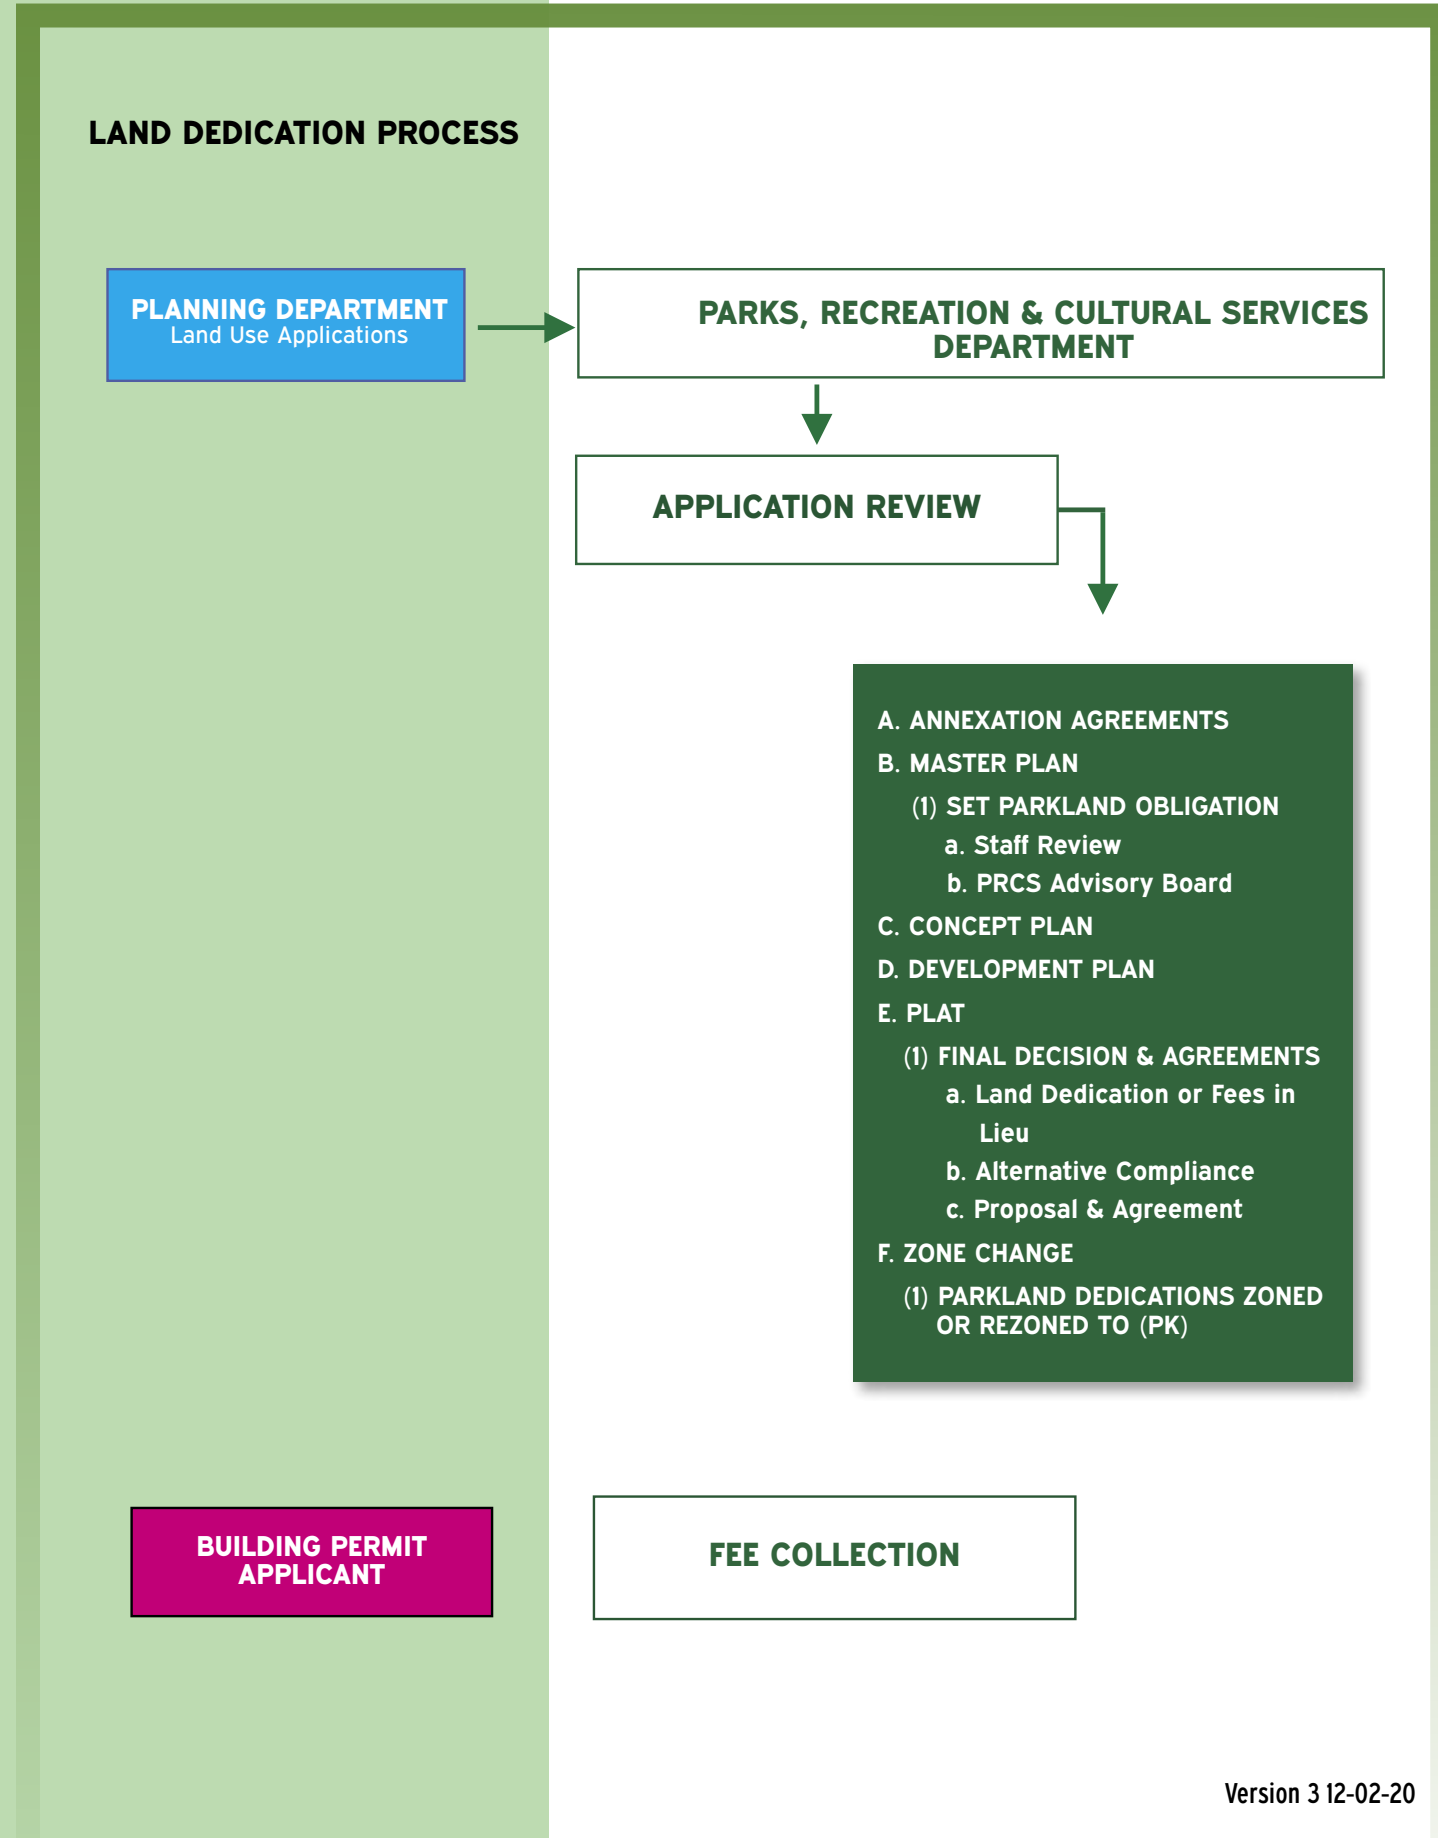 LAND DEDICATION PROCESS
PLANNING DEPARTMENT
Land Use Applications
PARKS, RECREATION & CULTURAL SERVICES
DEPARTMENT
APPLICATION REVIEW
A. ANNEXATION AGREEMENTS
B. MASTER PLAN
(1) SET PARKLAND OBLIGATION
a. Staff Review
b. PRCS Advisory Board
C. CONCEPT PLAN
D. DEVELOPMENT PLAN
E. PLAT
(1) FINAL DECISION & AGREEMENTS
a. Land Dedication or Fees in
Lieu
b. Alternative Compliance
c. Proposal & Agreement
F. ZONE CHANGE
(1) PARKLAND DEDICATIONS ZONED
OR REZONED TO (PK)
BUILDING PERMIT
APPLICANT
FEE COLLECTION
Version 3 12-02-20